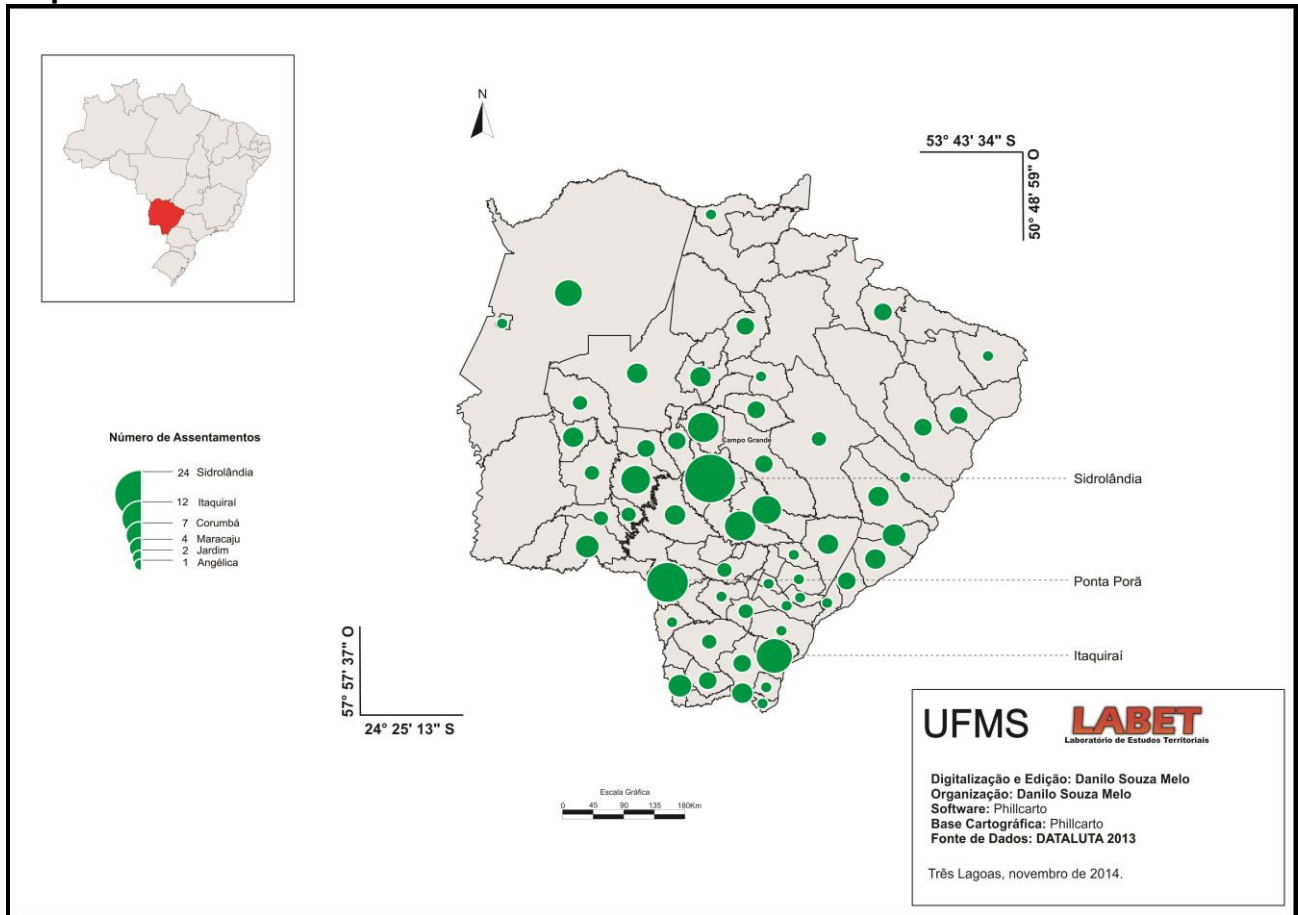 N
53° 43' 34" S
50° 48' 59" O
Campo Grande
Número de Assentamentos
24 Sidrolândia
12 Itaquiraí
7 Corumbá
4 Maracaju
2 Jardim
1 Angélica
Sidrolândia
Ponta Porã
Itaquiraí
57° 57' 37" O
24° 25' 13" S
Escala Gráfica
0 45 90 135 180Km
UFMS LABET
Laboratório de Estudos Territoriais
Digitalização e Edição: Danilo Souza Melo
Organização: Danilo Souza Melo
Software: Phillcarto
Base Cartográfica: Phillcarto
Fonte de Dados: DATALUTA 2013
Três Lagoas, novembro de 2014.